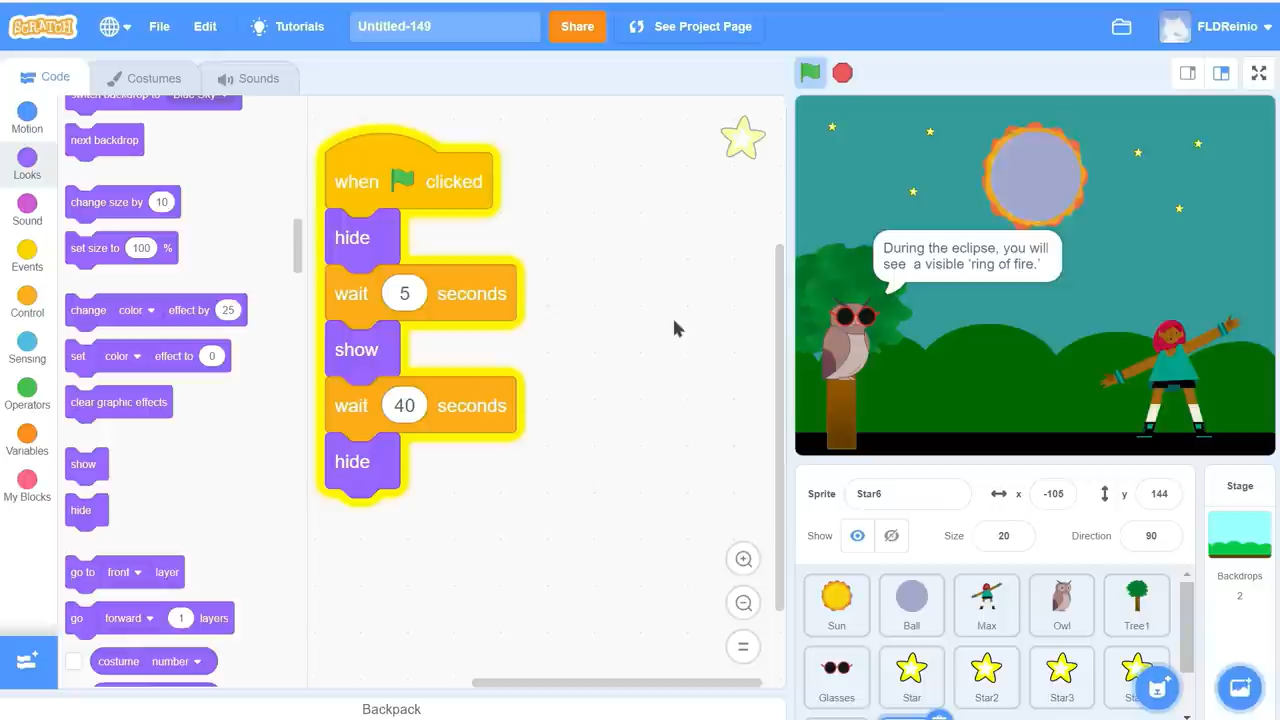 SCRATCH File Edit Tutorials Untitled-149 Share See Project Page FLDReinio
Code Costumes Sounds
Motion
Looks
Sound
Events
Control
Sensing
Operators
Variables
My Blocks
next backdrop
change size by 10
set size to 100 %
change color effect by 25
set color effect to 0
clear graphic effects
show
hide
go to front layer
go forward 1 layers
costume number
when clicked
hide
wait 5 seconds
show
wait 40 seconds
hide
Backpack
During the eclipse, you will
see a visible 'ring of fire.'
Sprite Star6 x -105 y 144
Show Size 20 Direction 90
Sun Ball Max Owl Tree1
Glasses Star Star2 Star3
Stage
Backdrops
2